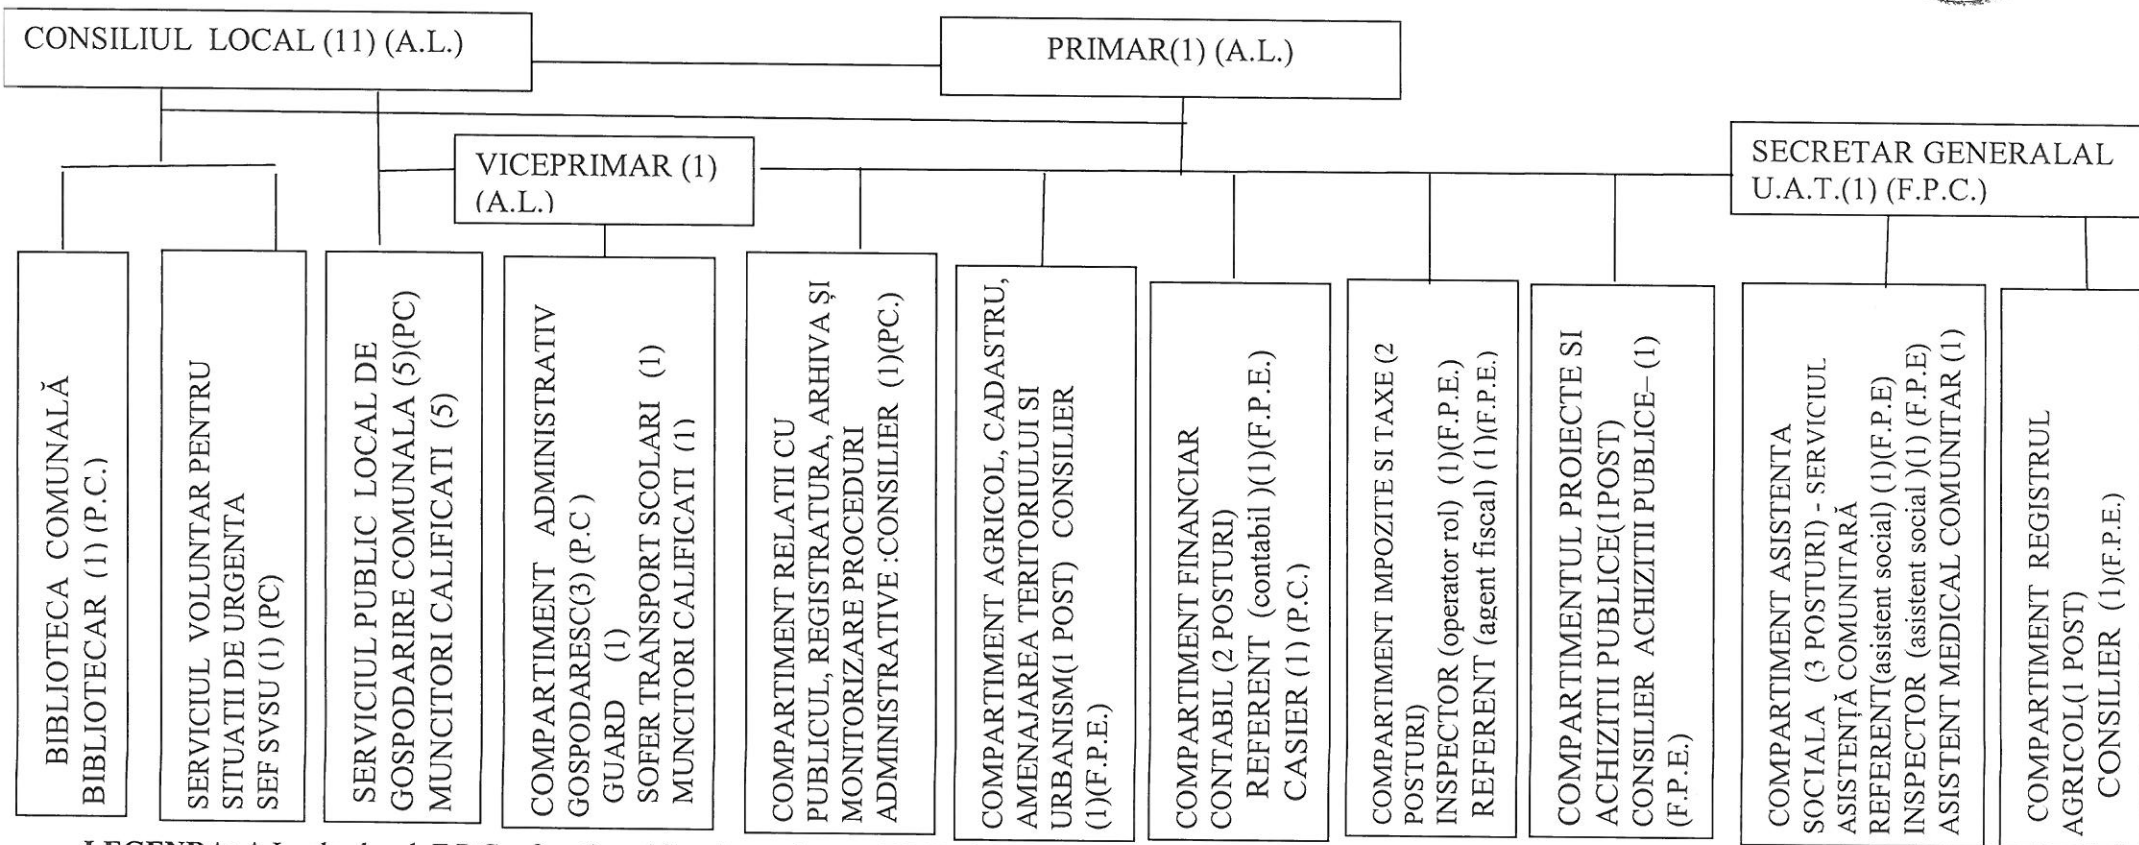 CONSILIUL LOCAL (11) (A.L.)
PRIMAR(1) (A.L.)
VICEPRIMAR (1)
(A.L.)
SECRETAR GENERALAL
U.A.T.(1) (F.P.C.)
BIBLIOTECA COMUNALĂ
BIBLIOTECAR (1) (P.C.)
SERVICIUL VOLUNTAR PENTRU
SITUATII DE URGENTA
SEF SVSU (1) (PC)
SERVICIUL PUBLIC LOCAL DE
GOSPODARIRE COMUNALA (5)(PC)
MUNCITORI CALIFICATI (5)
COMPARTIMENT ADMINISTRATIV
GOSPODARESC(3) (P.C )
GUARD (1)
SOFER TRANSPORT SCOLARI (1)
MUNCITORI CALIFICATI (1)
COMPARTIMENT RELATII CU
PUBLICUL, REGISTRATURA, ARHIVA ȘI
MONITORIZARE PROCEDURI
ADMINISTRATIVE :CONSILIER (1)(PC.)
COMPARTIMENT AGRICOL, CADASTRU,
AMENAJAREA TERITORIULUI SI
URBANISM(1 POST) CONSILIER
(1)(F.P.E.)
COMPARTIMENT FINANCIAR
CONTABIL (2 POSTURI)
REFERENT (contabil )(1)(F.P.E.)
CASIER (1) (P.C.)
COMPARTIMENT IMPOZITE SI TAXE (2
POSTURI)
INSPECTOR (operator rol) (1)(F.P.E.)
REFERENT (agent fiscal) (1)(F.P.E.)
COMPARTIMENTUL PROIECTE SI
ACHIZITII PUBLICE(1POST)
CONSILIER ACHIZITII PUBLICE– (1)
(F.P.E.)
COMPARTIMENT ASISTENTA
SOCIALA (3 POSTURI) - SERVICIUL
ASISTENȚĂ COMUNITARĂ
REFERENT(asistent social) (1)(F.P.E)
INSPECTOR (asistent social )(1) (F.P.E)
ASISTENT MEDICAL COMUNITAR (1)
COMPARTIMENT REGISTRUL
AGRICOL(1 POST)
CONSILIER (1)(F.P.E.)